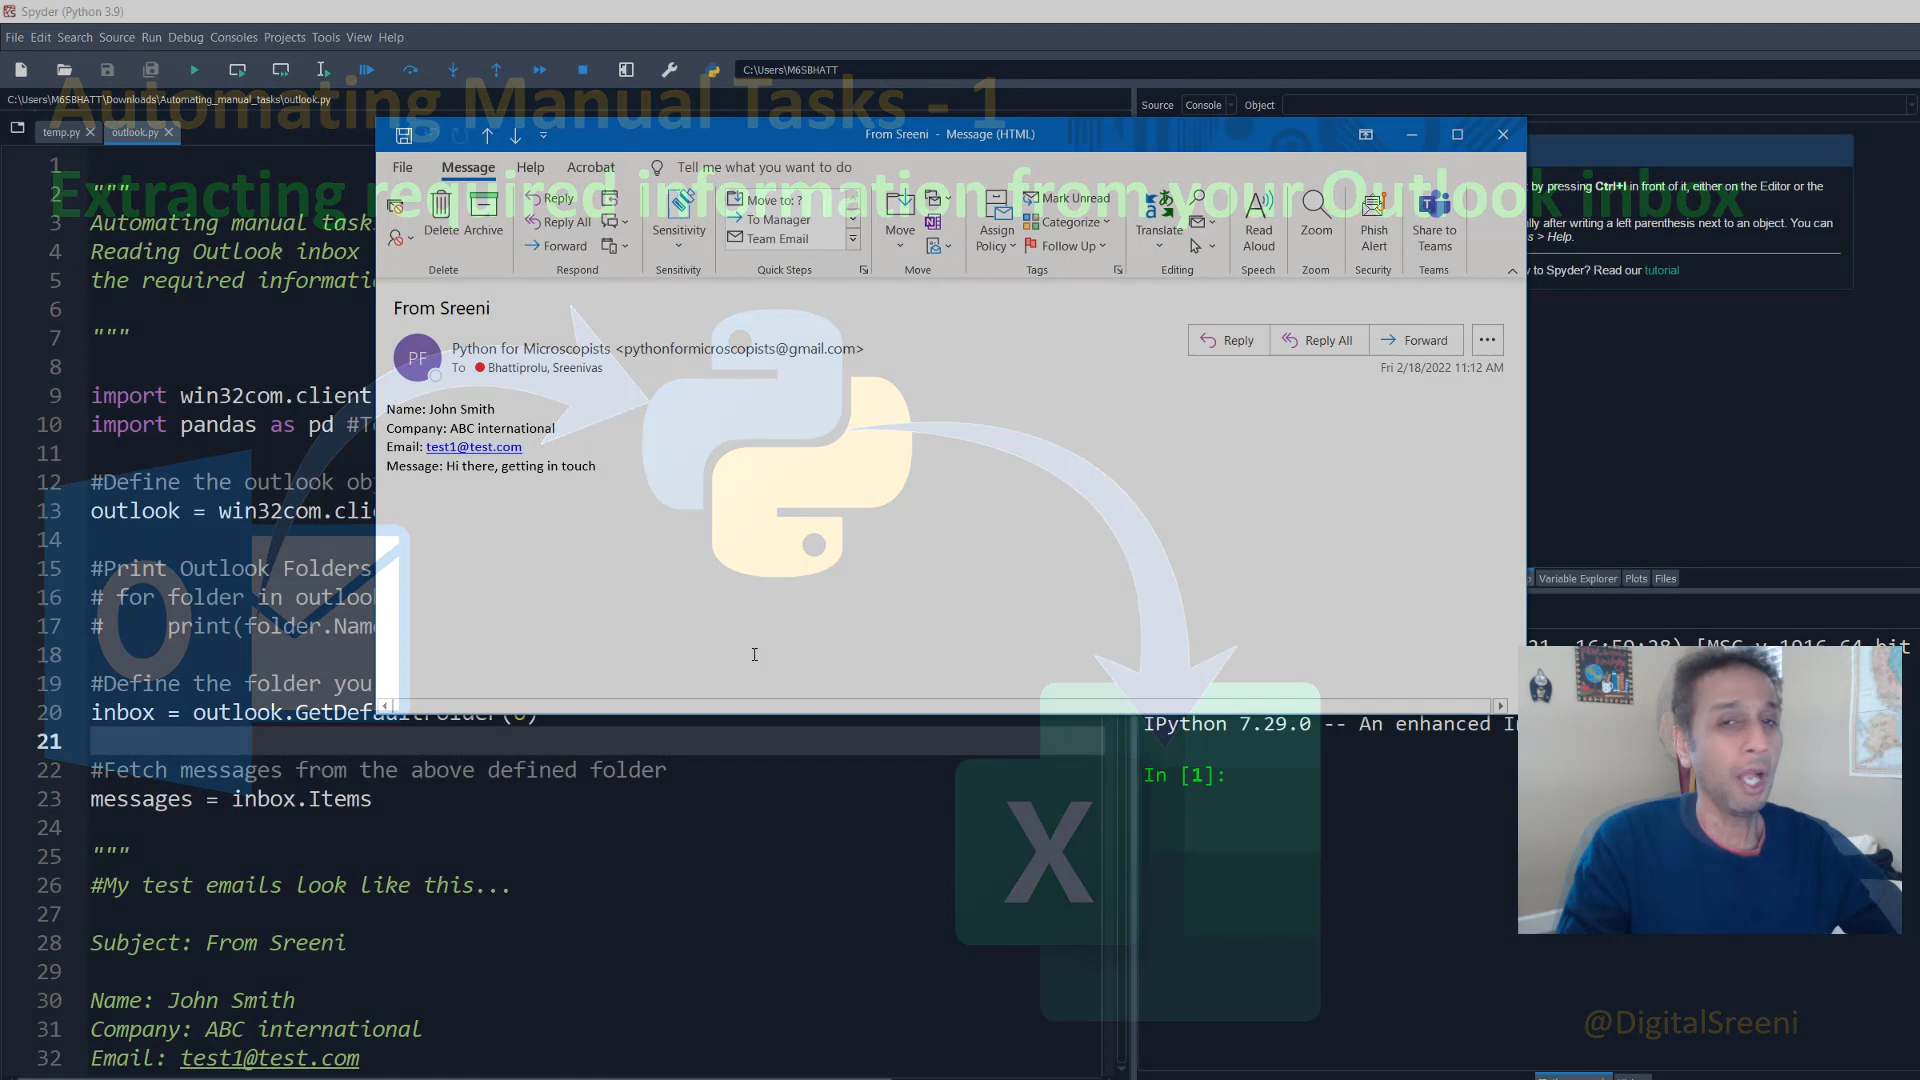 Spyder (Python 3.9)
File Edit Search Source Run Debug Consoles Projects Tools View Help
C:\Users\M6SBHATT
Automating Manual Tasks - 1
C:\Users\M6SBHATT\Downloads\Automating_manual_tasks\outlook.py
Source Console Object
temp.py outlook.py
From Sreeni - Message (HTML)
File Message Help Acrobat Tell me what you want to do
Extracting required information from your Outlook inbox
Delete Archive
Reply
Reply All
Forward
Sensitivity
Move to: ?
To Manager
Team Email
Move
Assign Policy
Mark Unread
Categorize
Follow Up
Translate
Read Aloud
Zoom
Phish Alert
Share to Teams
Delete Respond Sensitivity Quick Steps Move Tags Editing Speech Zoom Security Teams
by pressing Ctrl+I in front of it, either on the Editor or the
ally after writing a left parenthesis next to an object. You can
s > Help.
to Spyder? Read our tutorial
From Sreeni
PF
Python for Microscopists <pythonformicroscopists@gmail.com>
To Bhattiprolu, Sreenivas
Reply Reply All Forward
Fri 2/18/2022 11:12 AM
Name: John Smith
Company: ABC international
Email: test1@test.com
Message: Hi there, getting in touch
1
2 """
3 Automating manual task
4 Reading Outlook inbox
5 the required informati
6
7 """
8
9 import win32com.client
10 import pandas as pd #T
11
12 #Define the outlook ob
13 outlook = win32com.cli
14
15 #Print Outlook Folders
16 # for folder in outloo
17 # print(folder.Name
18
19 #Define the folder you
20 inbox = outlook.GetDefaultFolder(6)
21
22 #Fetch messages from the above defined folder
23 messages = inbox.Items
24
25 """
26 #My test emails look like this...
27
28 Subject: From Sreeni
29
30 Name: John Smith
31 Company: ABC international
32 Email: test1@test.com
Variable Explorer Plots Files
21, 16:59:28) [MSC v.1916 64 bit
IPython 7.29.0 -- An enhanced In
In [1]:
O
X
@DigitalSreeni